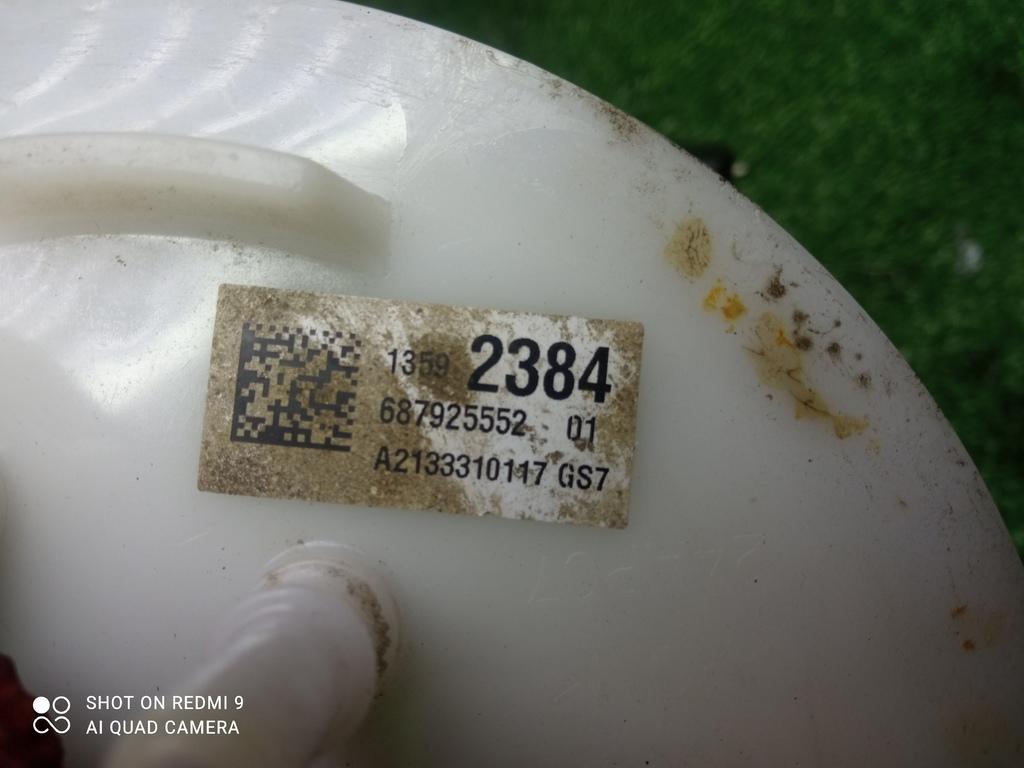 1359 2384
687925552 01
A2133310117 GS7
SHOT ON REDMI 9
AI QUAD CAMERA